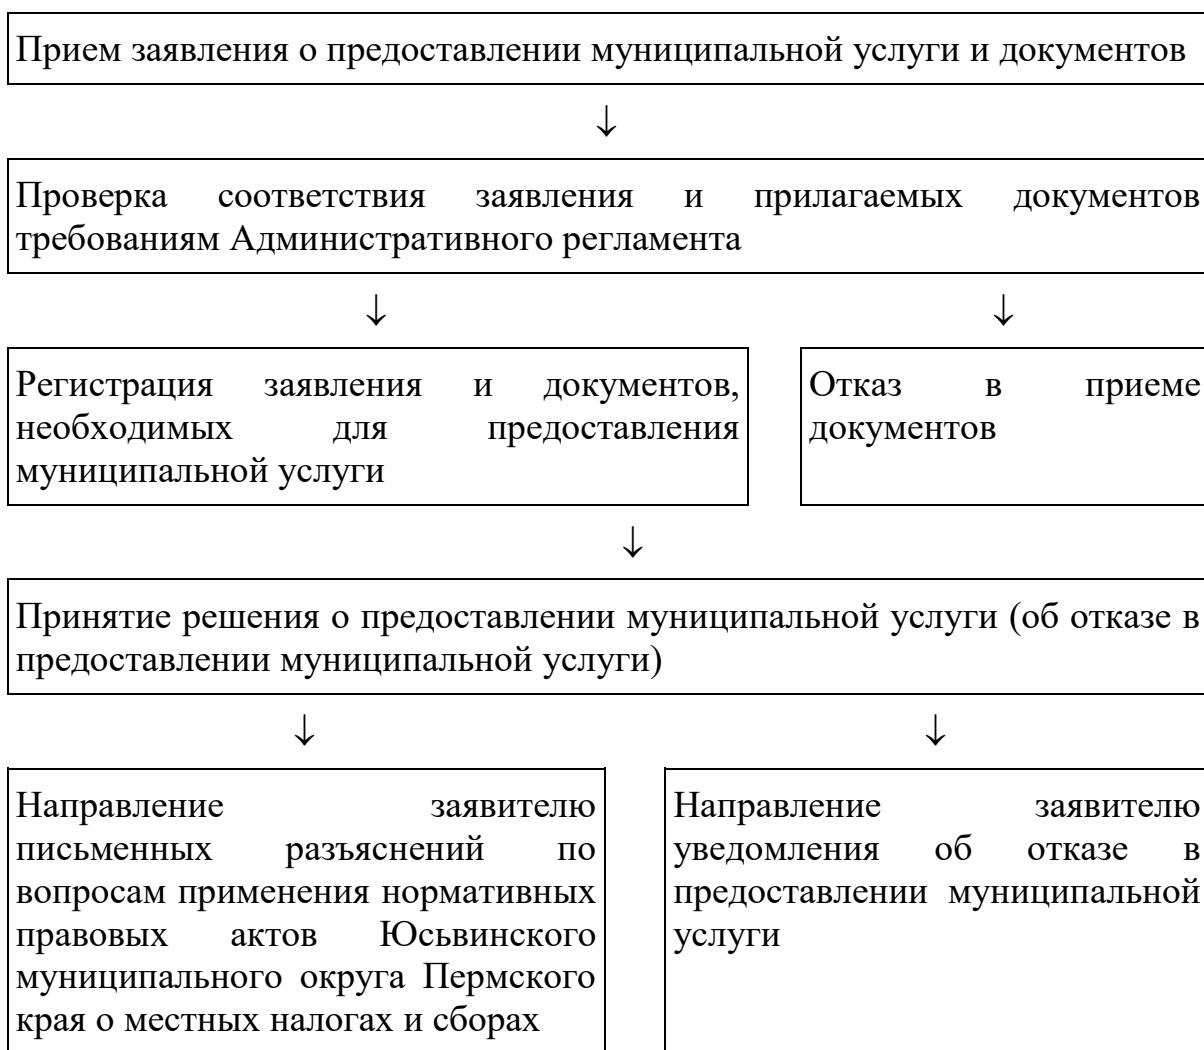 Прием заявления о предоставлении муниципальной услуги и документов
↓
Проверка соответствия заявления и прилагаемых документов
требованиям Административного регламента
↓ ↓
Регистрация заявления и документов,
необходимых для предоставления
муниципальной услуги
Отказ в приеме
документов
↓
Принятие решения о предоставлении муниципальной услуги (об отказе в
предоставлении муниципальной услуги)
↓ ↓
Направление заявителю
письменных разъяснений по
вопросам применения нормативных
правовых актов Юсьвинского
муниципального округа Пермского
края о местных налогах и сборах
Направление заявителю
уведомления об отказе в
предоставлении муниципальной
услуги